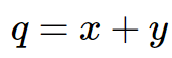 q = x + y